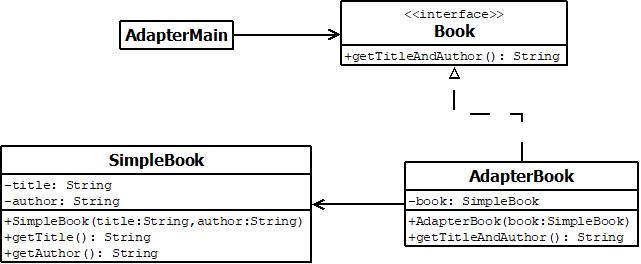 <<interface>>
Book
+getTitleAndAuthor(): String
AdapterMain
SimpleBook
-title: String
-author: String
+SimpleBook(title:String,author:String)
+getTitle(): String
+getAuthor(): String
AdapterBook
-book: SimpleBook
+AdapterBook(book:SimpleBook)
+getTitleAndAuthor(): String